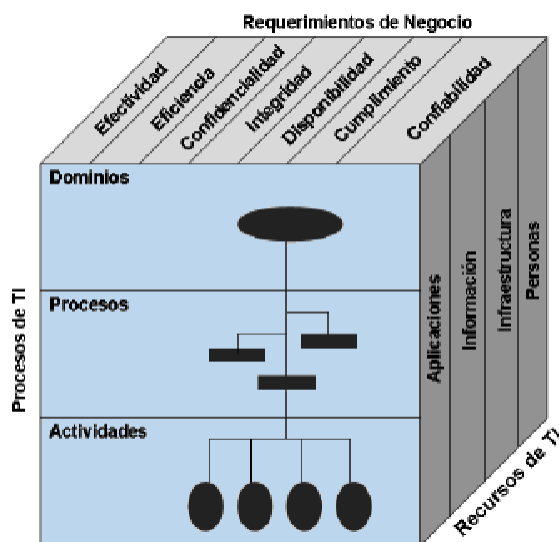 Requerimientos de Negocio
Efectividad
Eficiencia
Confidencialidad
Integridad
Disponibilidad
Cumplimiento
Confiabilidad
Dominios
Procesos
Actividades
Procesos de TI
Aplicaciones
Información
Infraestructura
Personas
Recursos de TI